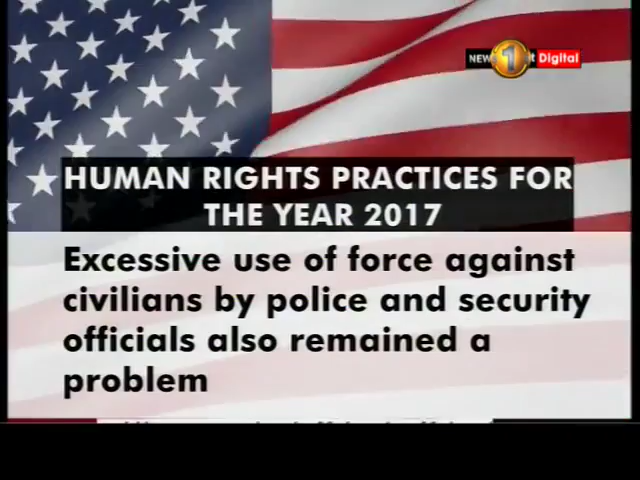 NEWS 1st Digital
HUMAN RIGHTS PRACTICES FOR
THE YEAR 2017
Excessive use of force against
civilians by police and security
officials also remained a
problem